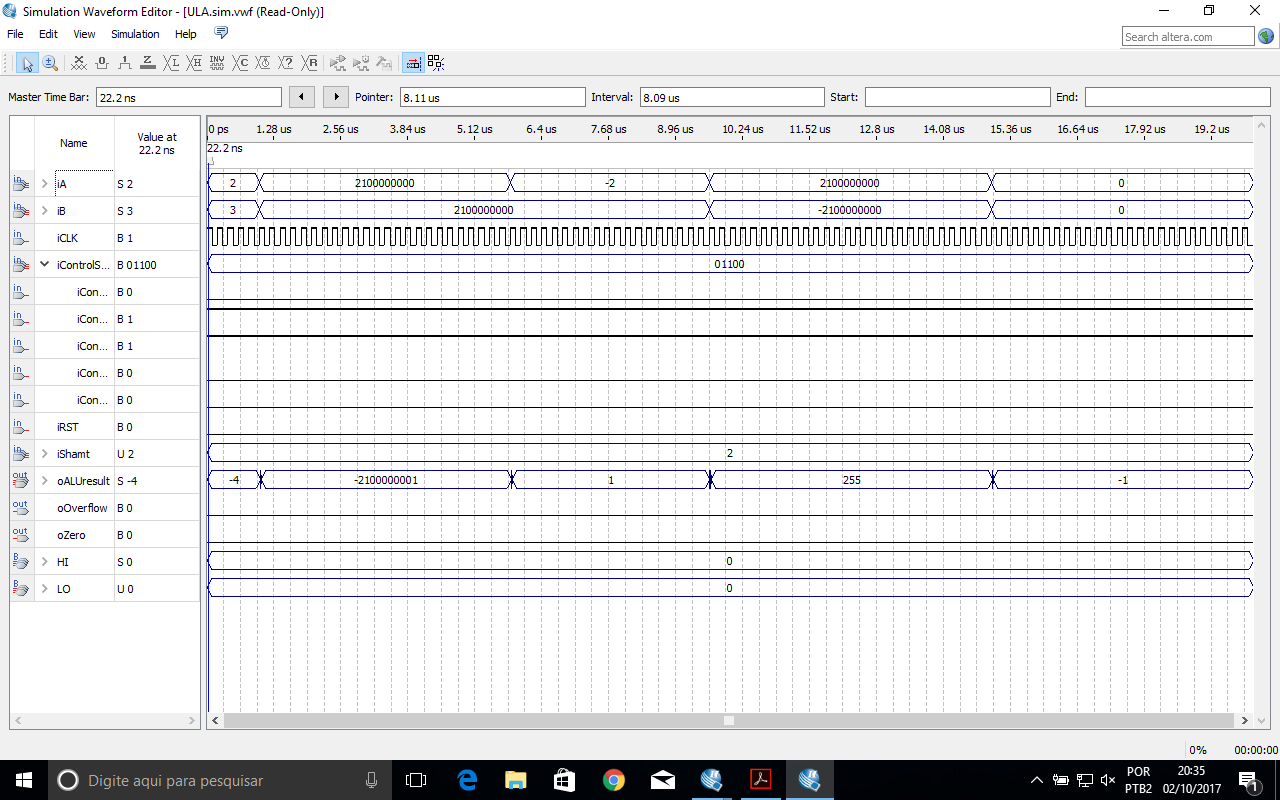 Simulation Waveform Editor - [ULA.sim.vwf (Read-Only)]
File Edit View Simulation Help
Search altera.com
Master Time Bar: 22.2 ns Pointer: 8.11 us Interval: 8.09 us Start: End:
Name Value at 22.2 ns
0 ps 1.28 us 2.56 us 3.84 us 5.12 us 6.4 us 7.68 us 8.96 us 10.24 us 11.52 us 12.8 us 14.08 us 15.36 us 16.64 us 17.92 us 19.2 us
22.2 ns
iA S 2 2 2100000000 -2 2100000000 0
iB S 3 3 2100000000 -2100000000 0
iCLK B 1
iControlS... B 01100 01100
iCon... B 0
iCon... B 1
iCon... B 1
iCon... B 0
iCon... B 0
iRST B 0
iShamt U 2 2
oALUresult S -4 -4 -2100000001 1 255 -1
oOverflow B 0
oZero B 0
HI S 0 0
LO U 0 0
0% 00:00:00
Digite aqui para pesquisar
POR 20:35
PTB2 02/10/2017
1